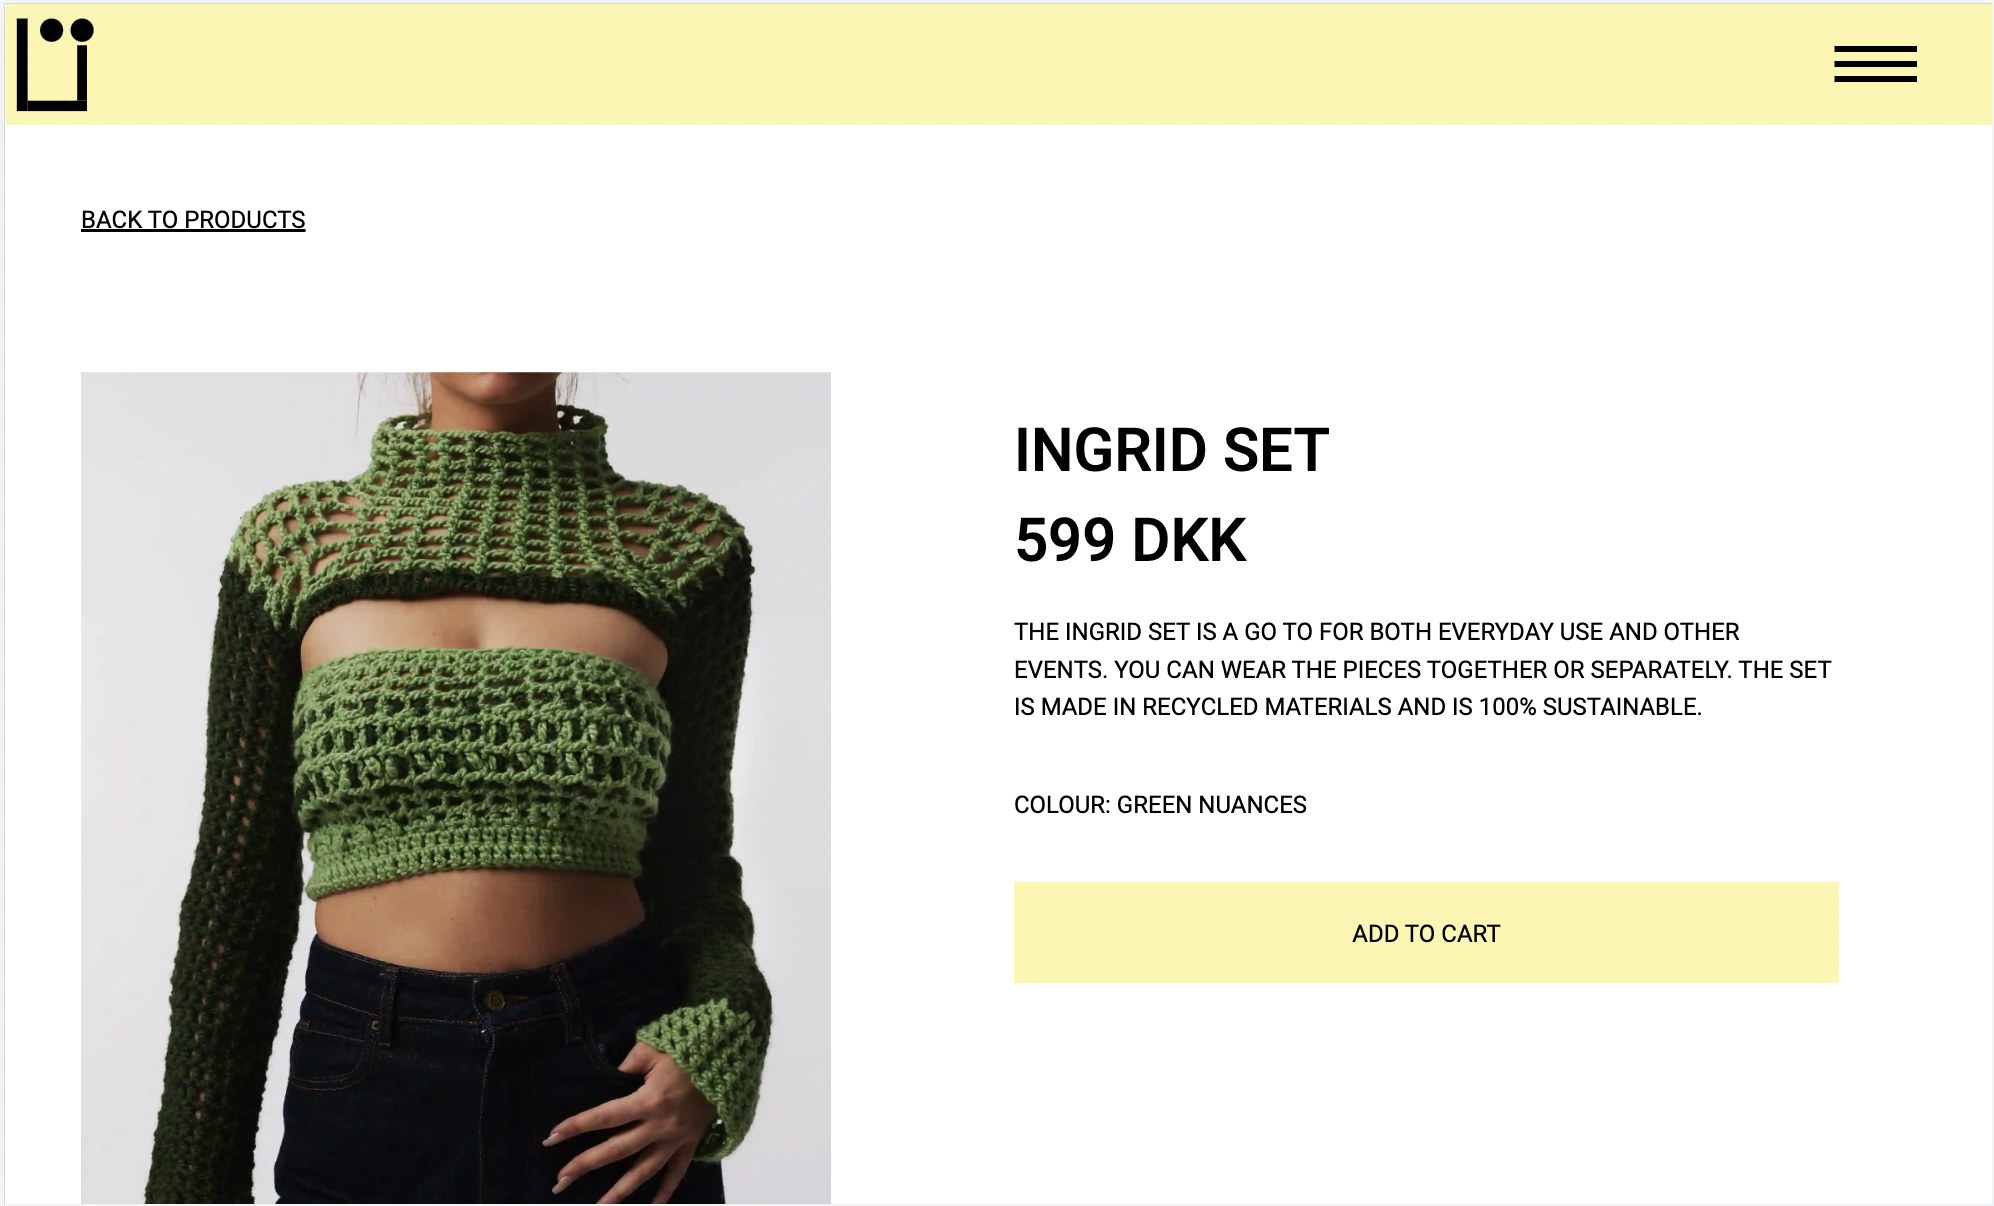 BACK TO PRODUCTS
INGRID SET
599 DKK
THE INGRID SET IS A GO TO FOR BOTH EVERYDAY USE AND OTHER
EVENTS. YOU CAN WEAR THE PIECES TOGETHER OR SEPARATELY. THE SET
IS MADE IN RECYCLED MATERIALS AND IS 100% SUSTAINABLE.
COLOUR: GREEN NUANCES
ADD TO CART